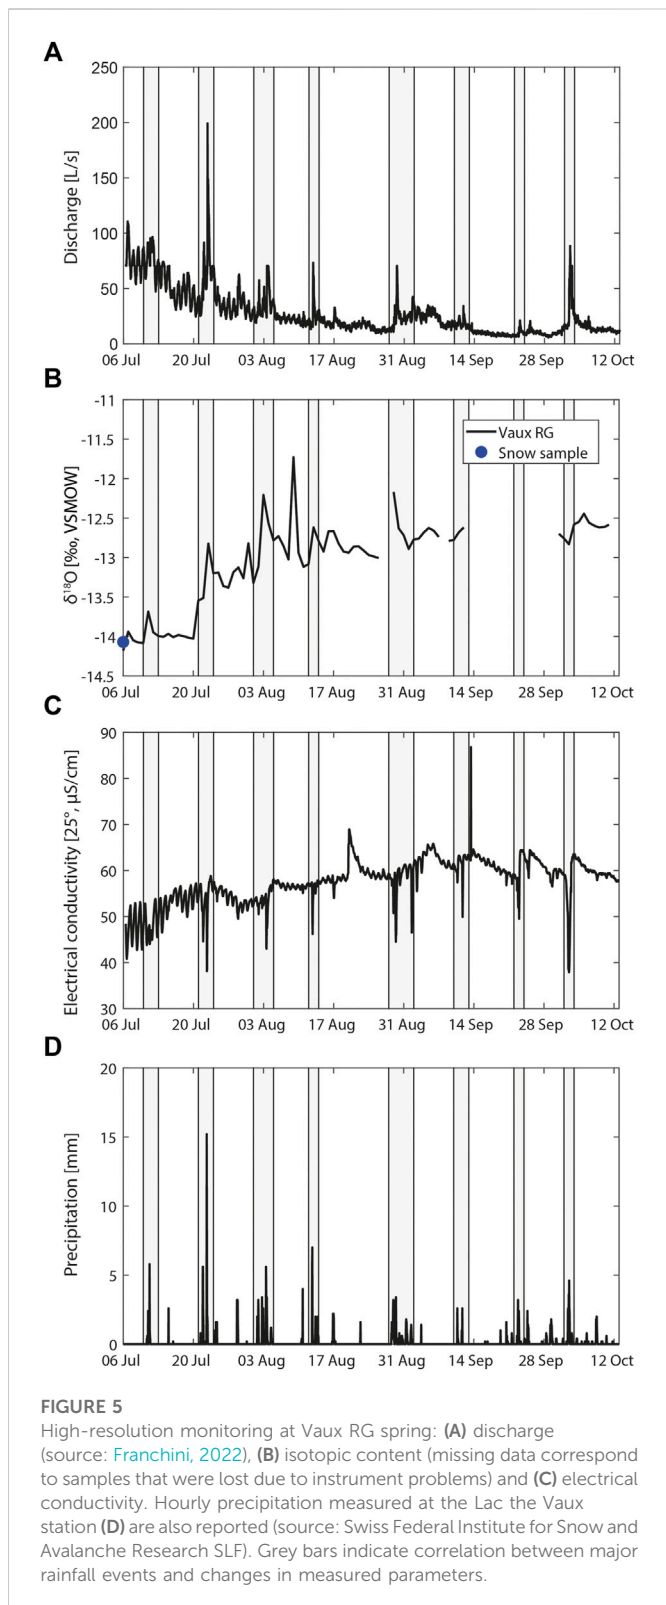 A
250
200
150
100
50
0
Discharge [L/s]
06 Jul 20 Jul 03 Aug 17 Aug 31 Aug 14 Sep 28 Sep 12 Oct
B
-11
-11.5
-12
-12.5
-13
-13.5
-14
-14.5
δ¹⁸O [‰, VSMOW]
Vaux RG
Snow sample
06 Jul 20 Jul 03 Aug 17 Aug 31 Aug 14 Sep 28 Sep 12 Oct
C
90
80
70
60
50
40
30
Electrical conductivity [25°, µS/cm]
06 Jul 20 Jul 03 Aug 17 Aug 31 Aug 14 Sep 28 Sep 12 Oct
D
20
15
10
5
0
Precipitation [mm]
06 Jul 20 Jul 03 Aug 17 Aug 31 Aug 14 Sep 28 Sep 12 Oct
FIGURE 5
High-resolution monitoring at Vaux RG spring: (A) discharge
(source: Franchini, 2022), (B) isotopic content (missing data correspond
to samples that were lost due to instrument problems) and (C) electrical
conductivity. Hourly precipitation measured at the Lac the Vaux
station (D) are also reported (source: Swiss Federal Institute for Snow and
Avalanche Research SLF). Grey bars indicate correlation between major
rainfall events and changes in measured parameters.